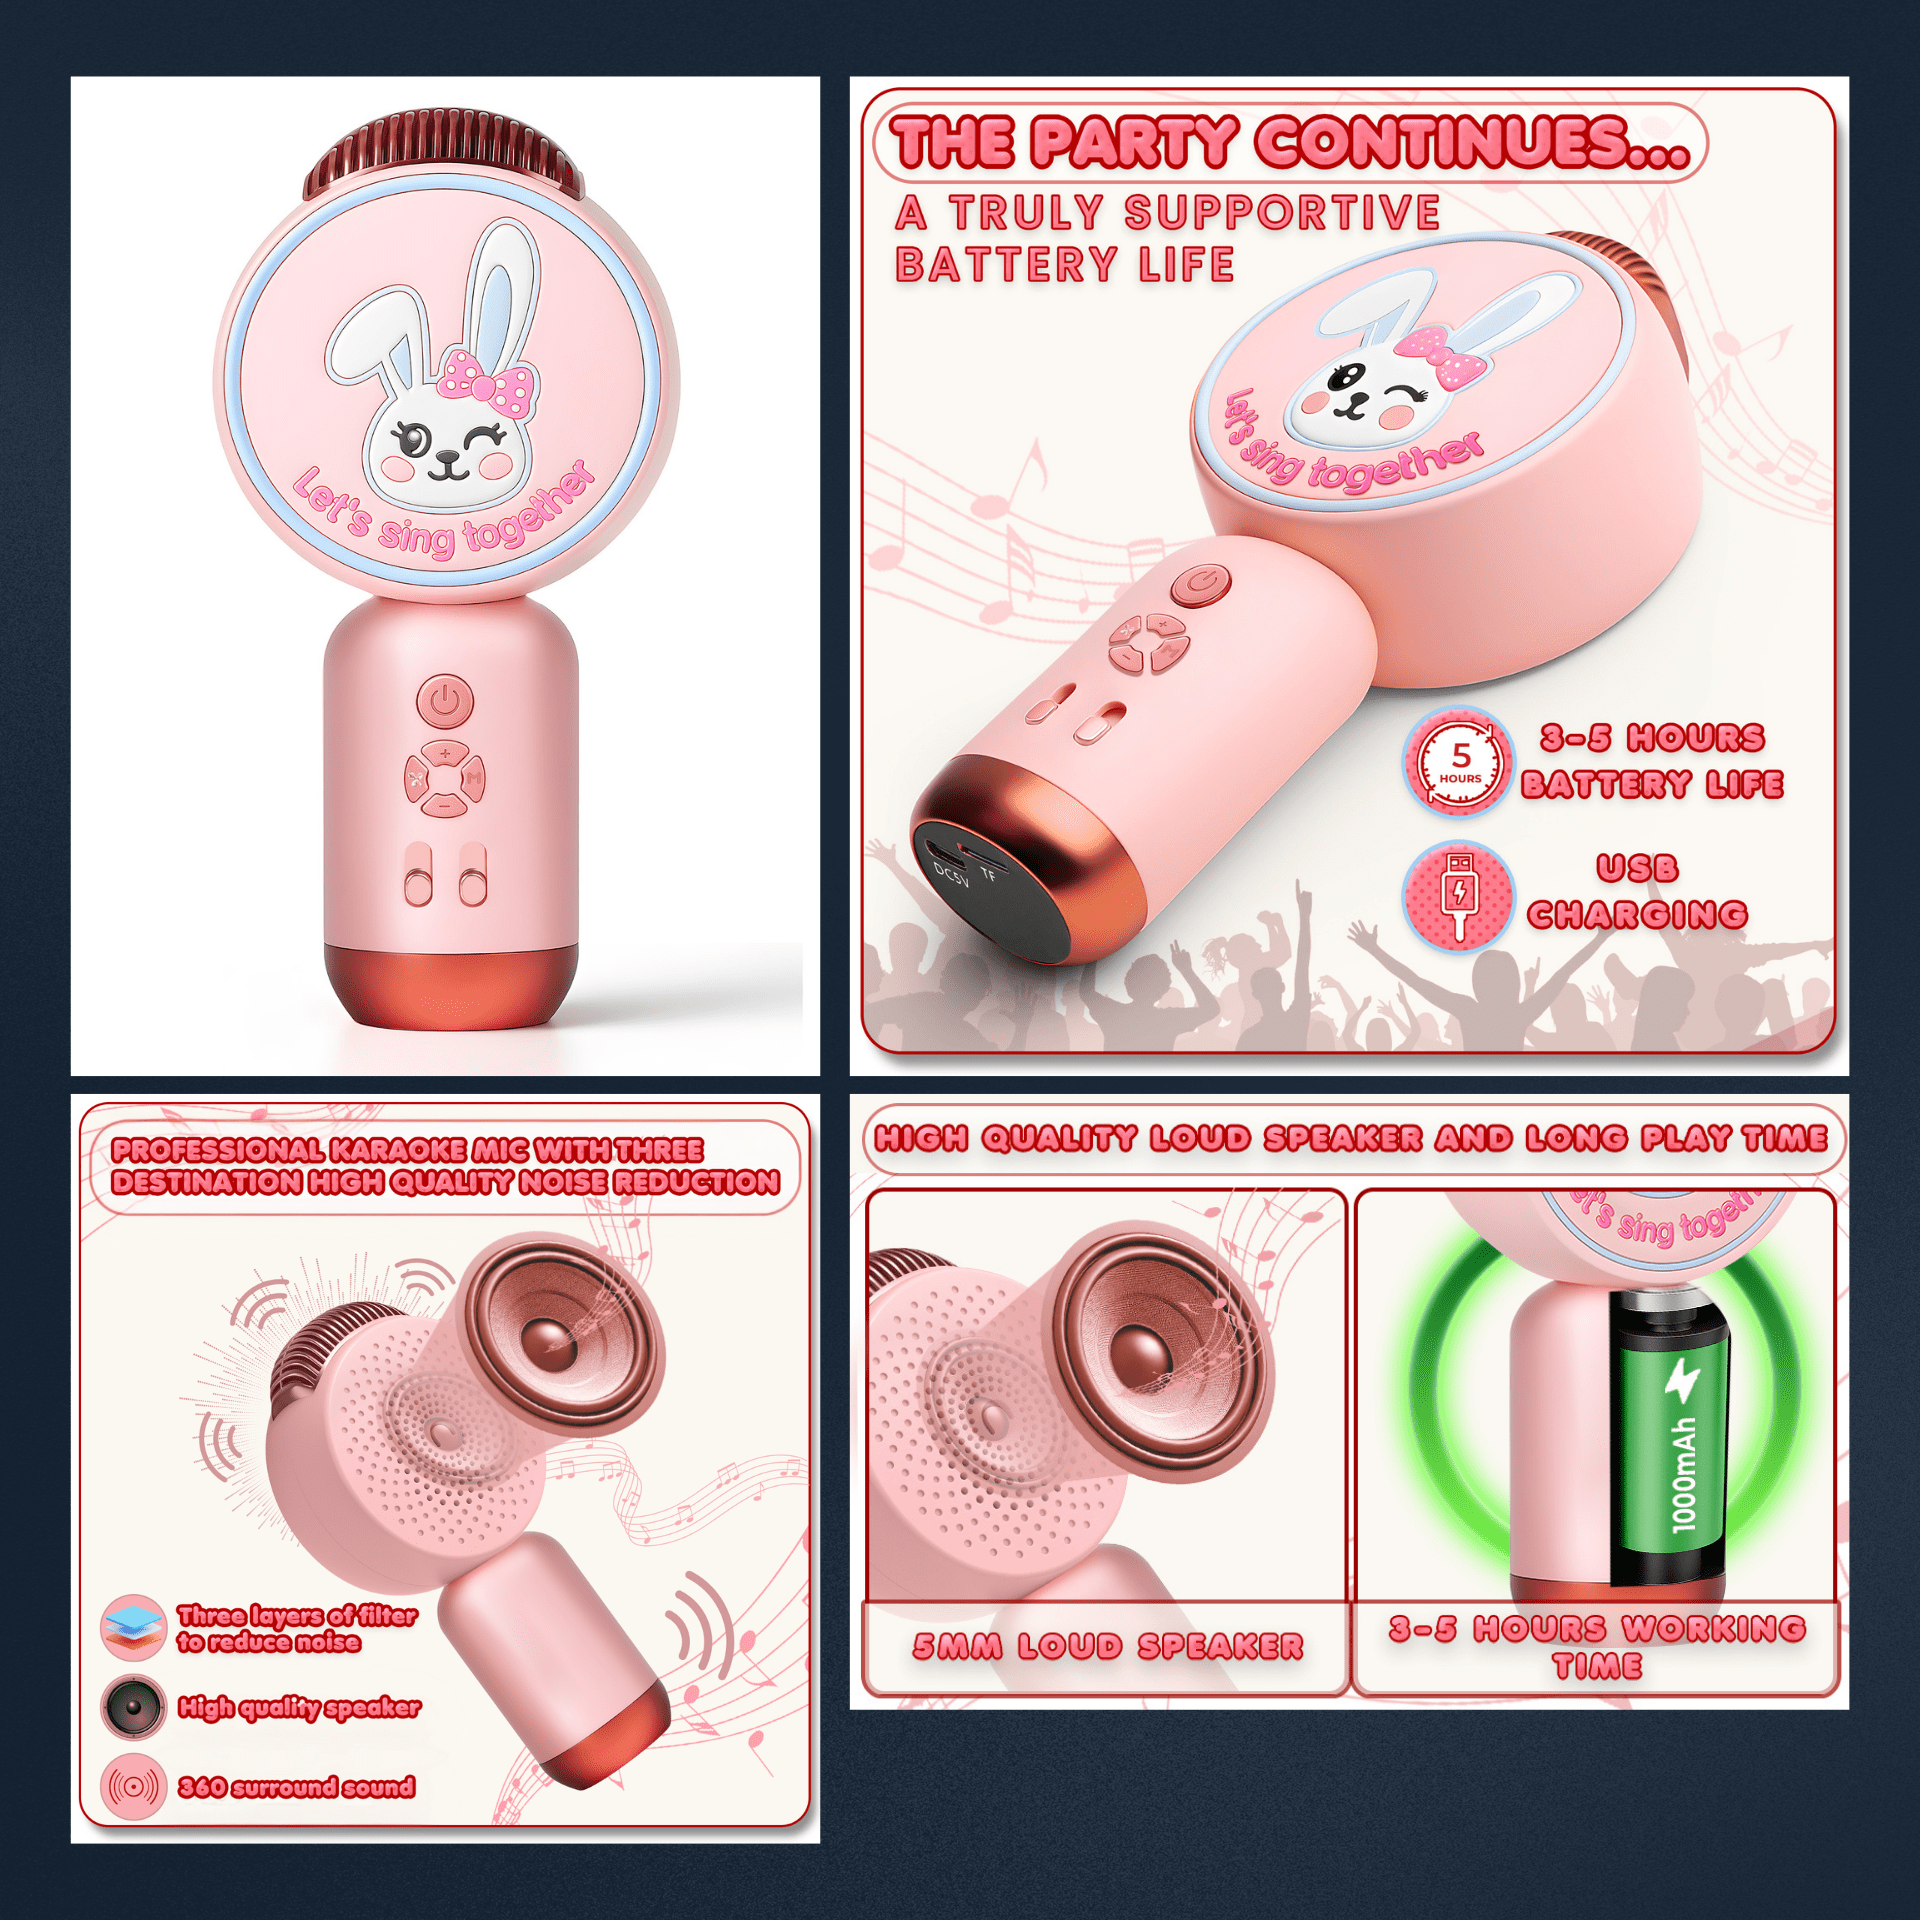 Let's sing together
+
M
-
THE PARTY CONTINUES...
A TRULY SUPPORTIVE
BATTERY LIFE
Let's sing together
+
M
-
DC5V
TF
5
HOURS
3-5 HOURS
BATTERY LIFE
USB
CHARGING
PROFESSIONAL KARAOKE MIC WITH THREE
DESTINATION HIGH QUALITY NOISE REDUCTION
Three layers of filter
to reduce noise
High quality speaker
360 surround sound
HIGH QUALITY LOUD SPEAKER AND LONG PLAY TIME
5MM LOUD SPEAKER
Let's sing together
1000mAh
3-5 HOURS WORKING
TIME